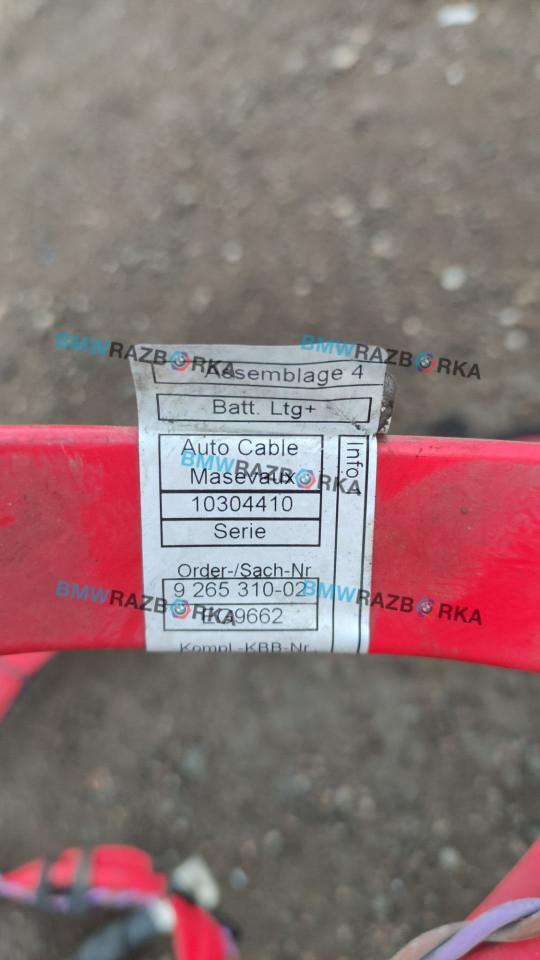 BMWRAZBORKA
BMWRAZBORKA
Assemblage 4
Batt. Ltg+
Auto Cable
Masevaux
BMWRAZBORKA
10304410
Serie
Info.
Order-/Sach-Nr
9 265 310-02
BMWRAZBORKA
BMWRAZBORKA
Kompl.-KBB-Nr.